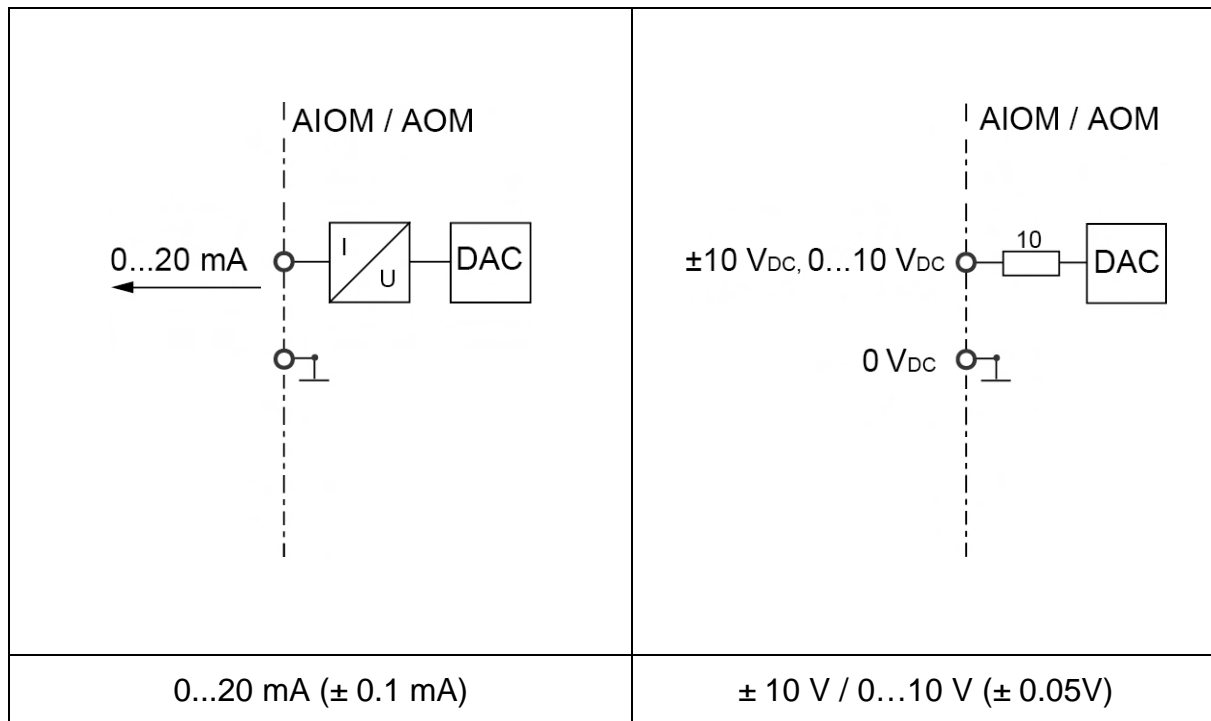 AIOM / AOM
I
U
DAC
0...20 mA
AIOM / AOM
10
DAC
±10 VDC, 0...10 VDC
0 VDC
0...20 mA (± 0.1 mA)
± 10 V / 0…10 V (± 0.05V)